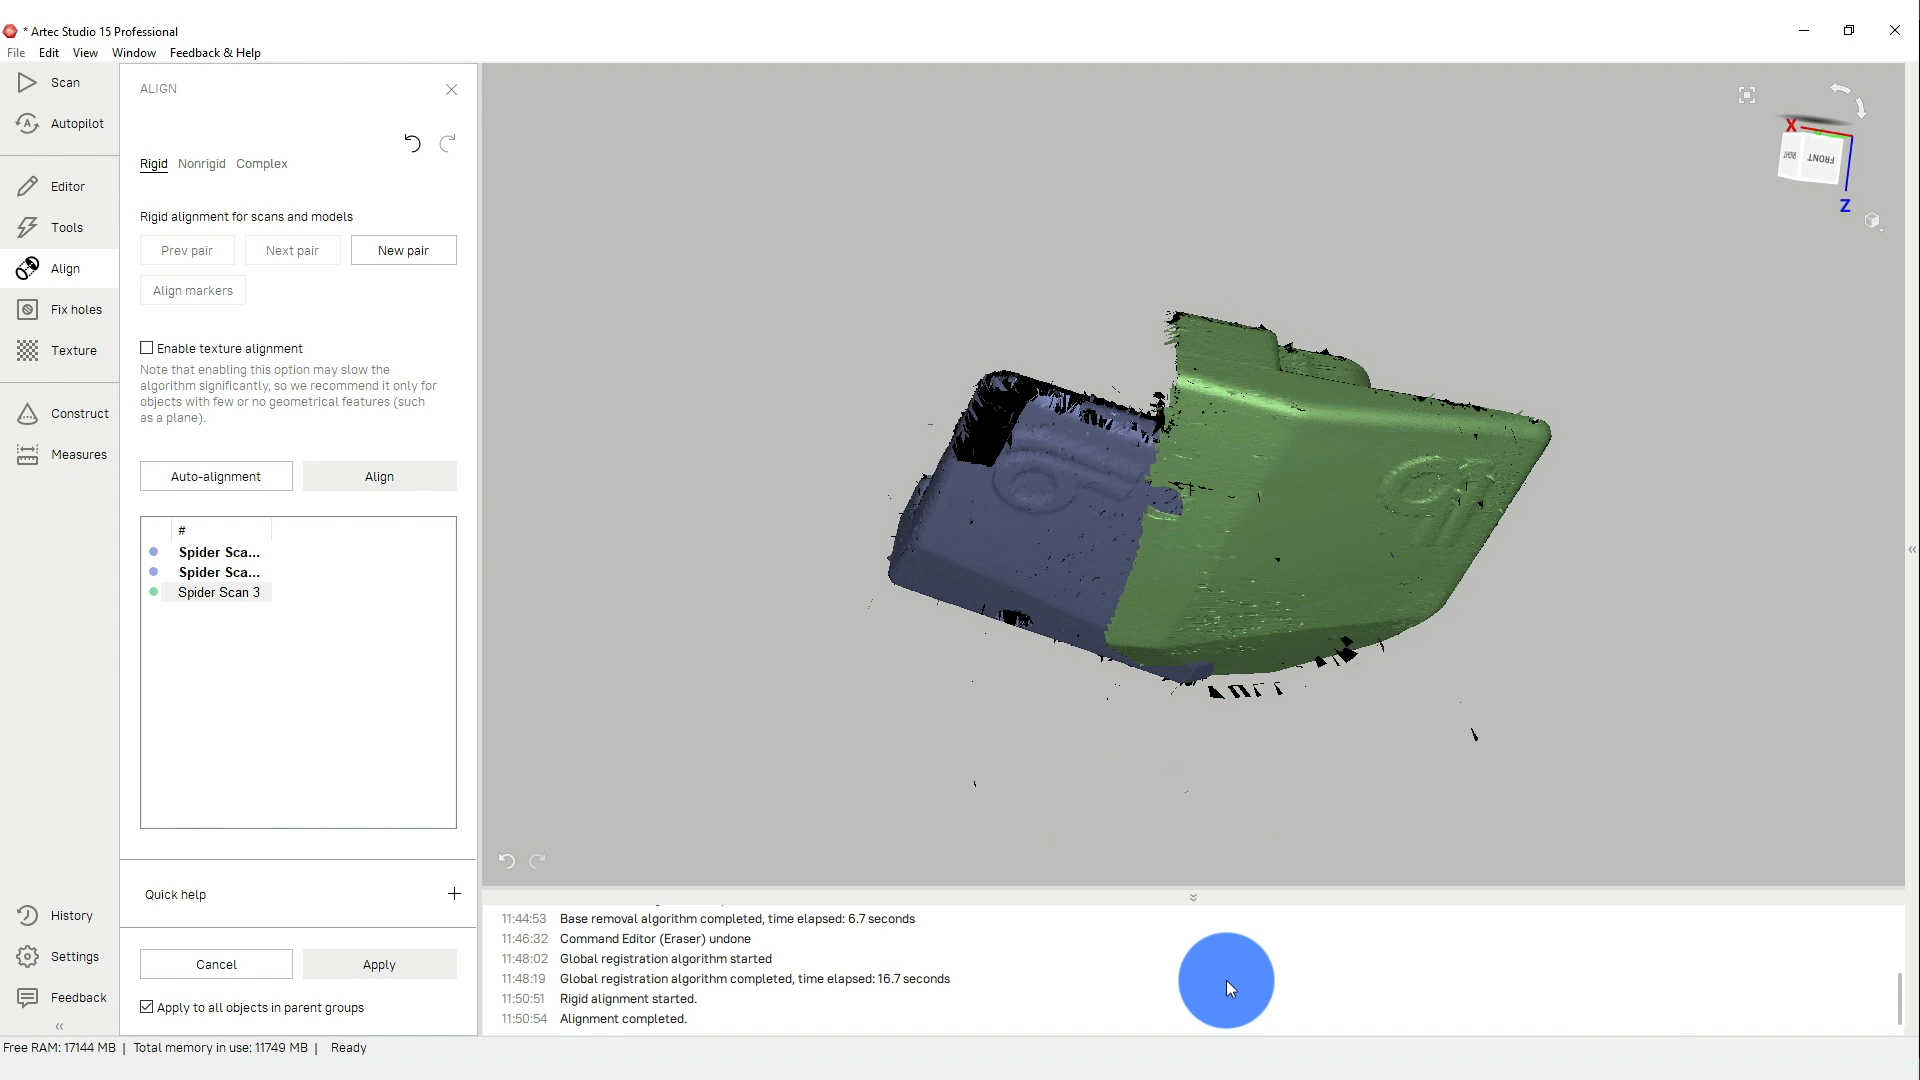 * Artec Studio 15 Professional
File Edit View Window Feedback & Help
Scan
Autopilot
Editor
Tools
Align
Fix holes
Texture
Construct
Measures
History
Settings
Feedback
ALIGN
Rigid Nonrigid Complex
Rigid alignment for scans and models
Prev pair Next pair New pair
Align markers
Enable texture alignment
Note that enabling this option may slow the
algorithm significantly, so we recommend it only for
objects with few or no geometrical features (such
as a plane).
Auto-alignment Align
#
Spider Sca...
Spider Sca...
Spider Scan 3
Quick help
Cancel Apply
Apply to all objects in parent groups
X
RIGHT FRONT
Z
11:44:53 Base removal algorithm completed, time elapsed: 6.7 seconds
11:46:32 Command Editor (Eraser) undone
11:48:02 Global registration algorithm started
11:48:19 Global registration algorithm completed, time elapsed: 16.7 seconds
11:50:51 Rigid alignment started.
11:50:54 Alignment completed.
Free RAM: 17144 MB | Total memory in use: 11749 MB | Ready